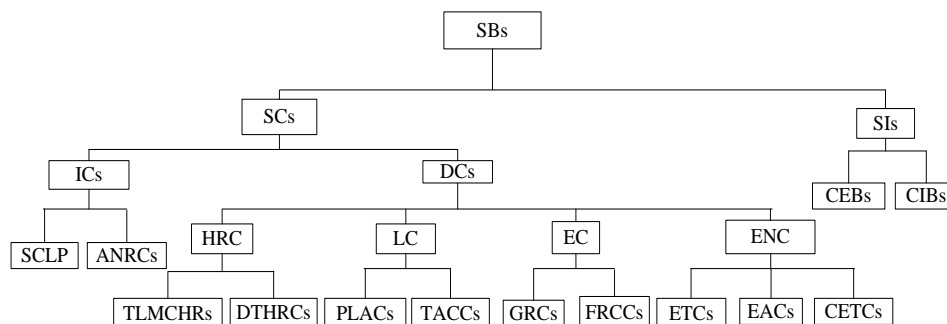 SBs
SCs
SIs
ICs
DCs
CEBs
CIBs
HRC
LC
EC
ENC
SCLP
ANRCs
TLMCHRs
DTHRCs
PLACs
TACCs
GRCs
FRCCs
ETCs
EACs
CETCs